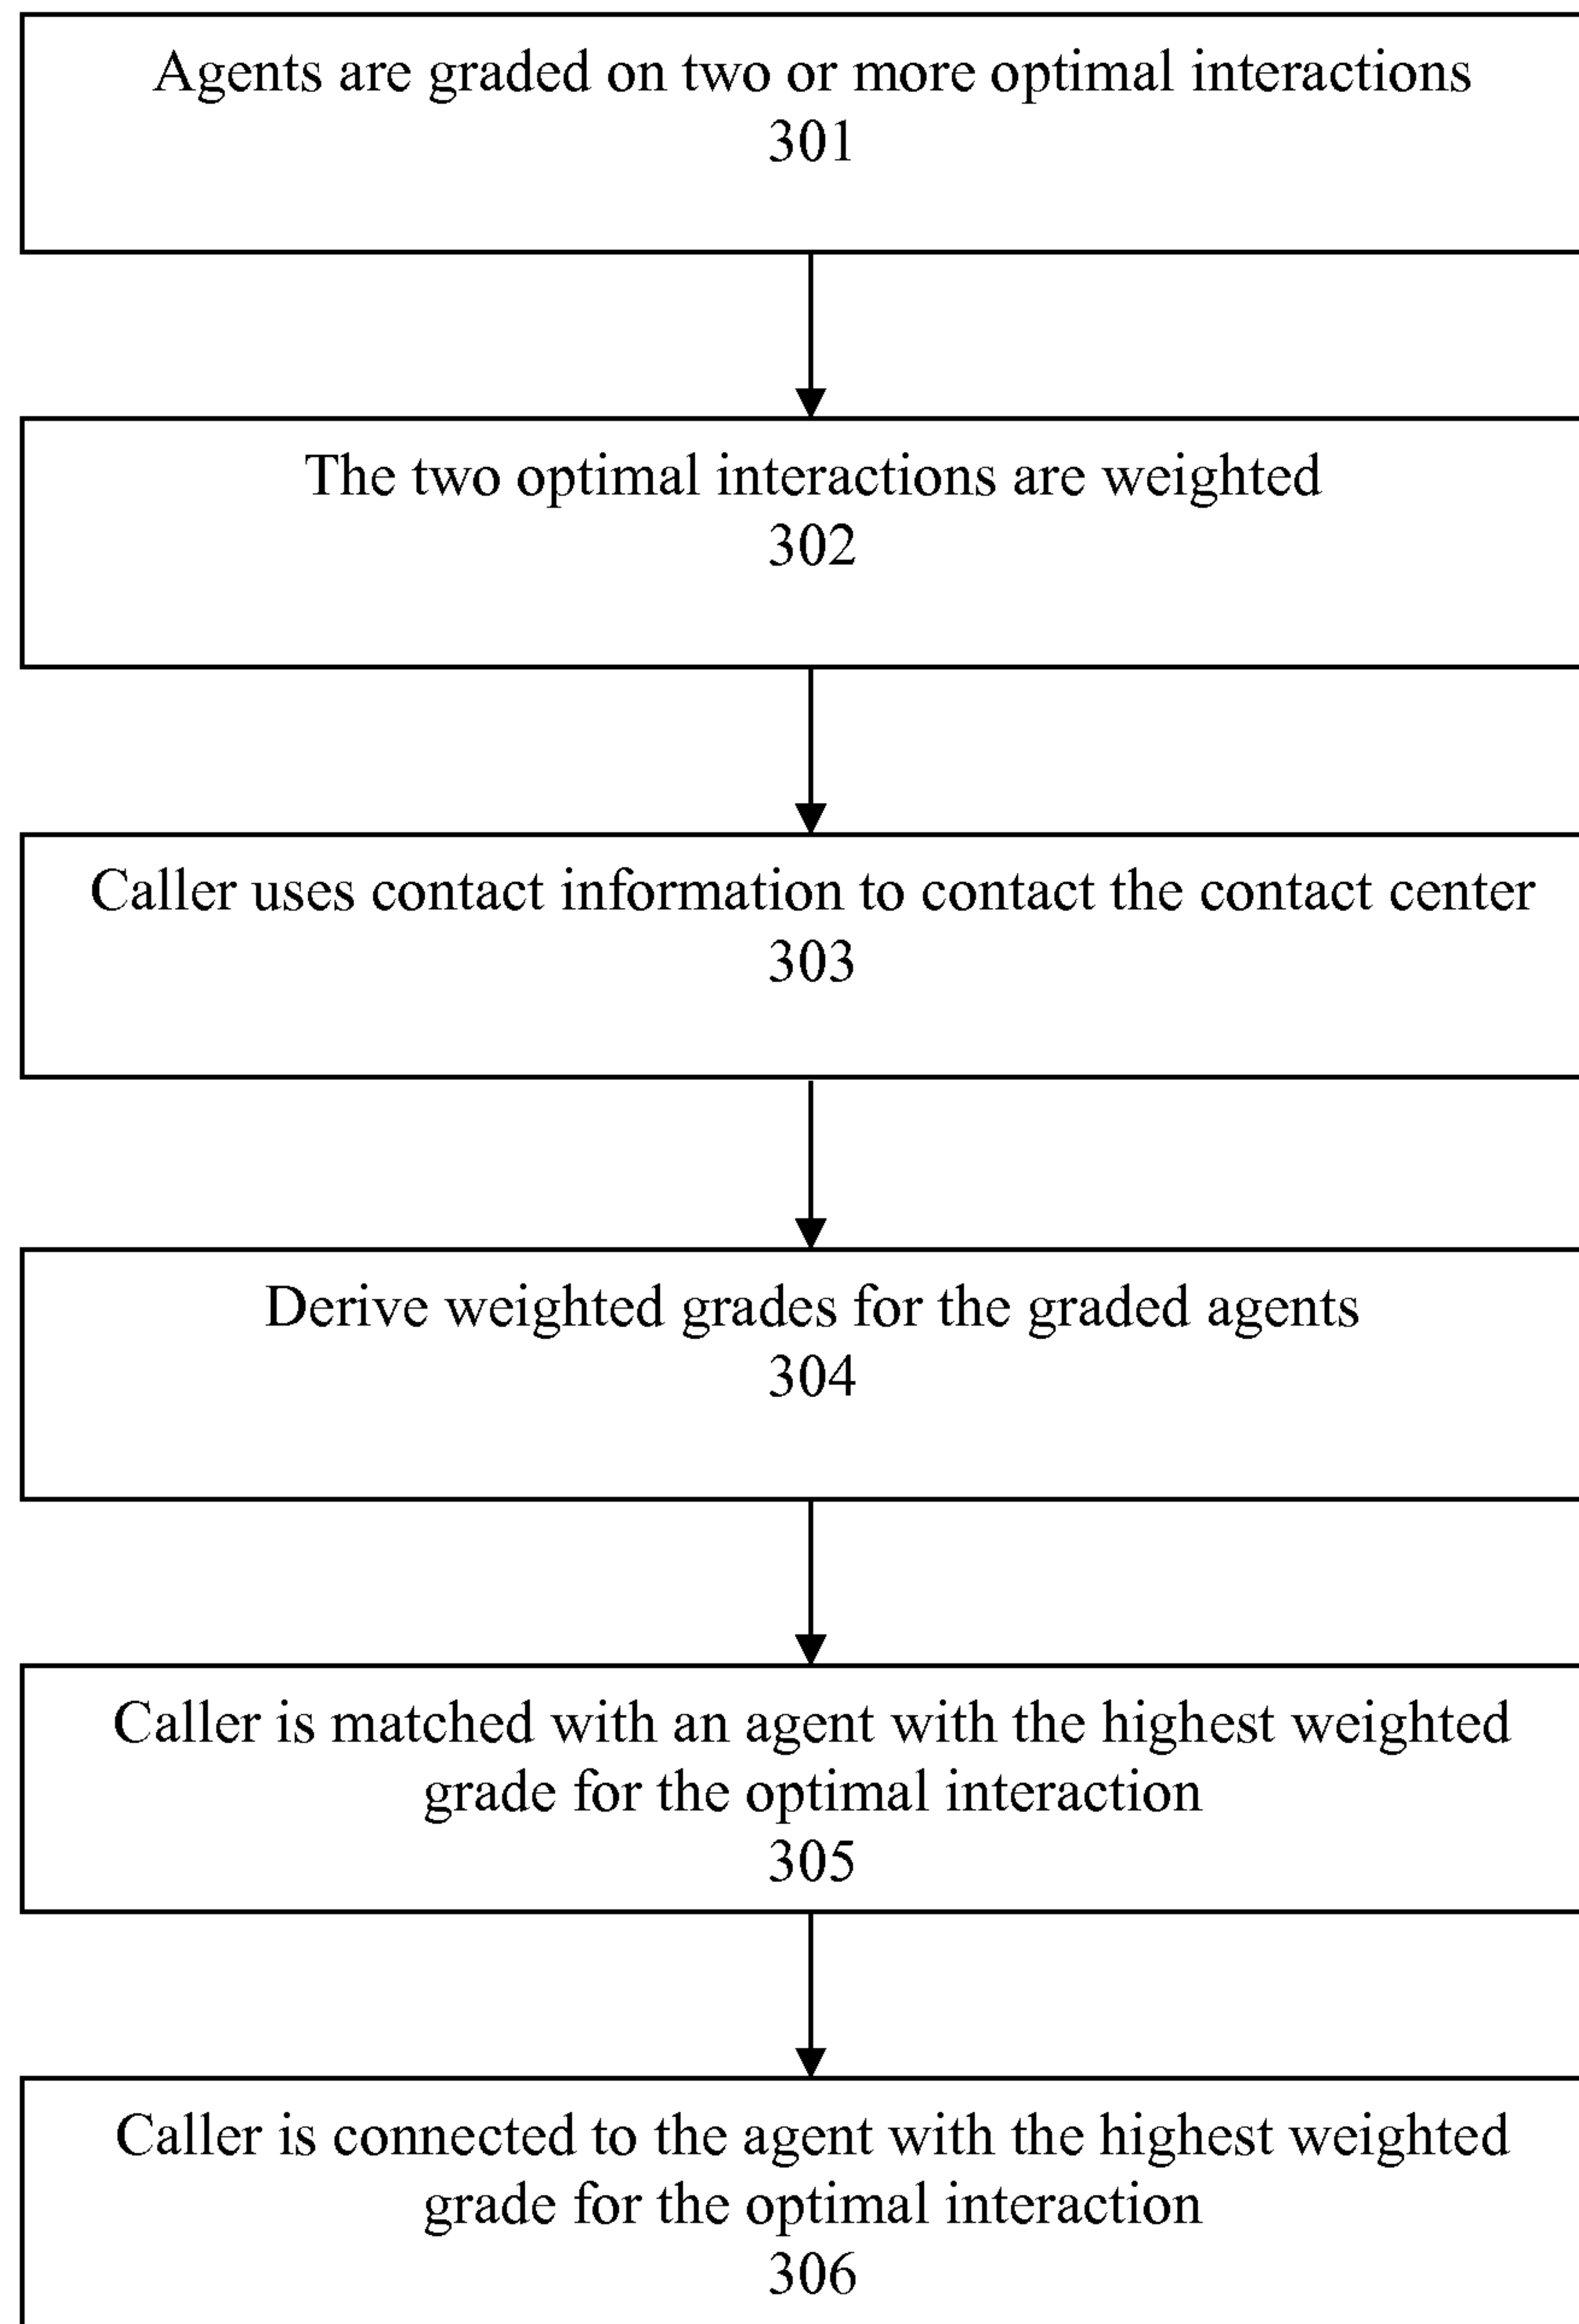 Agents are graded on two or more optimal interactions
301
The two optimal interactions are weighted
302
Caller uses contact information to contact the contact center
303
Derive weighted grades for the graded agents
304
Caller is matched with an agent with the highest weighted
grade for the optimal interaction
305
Caller is connected to the agent with the highest weighted
grade for the optimal interaction
306